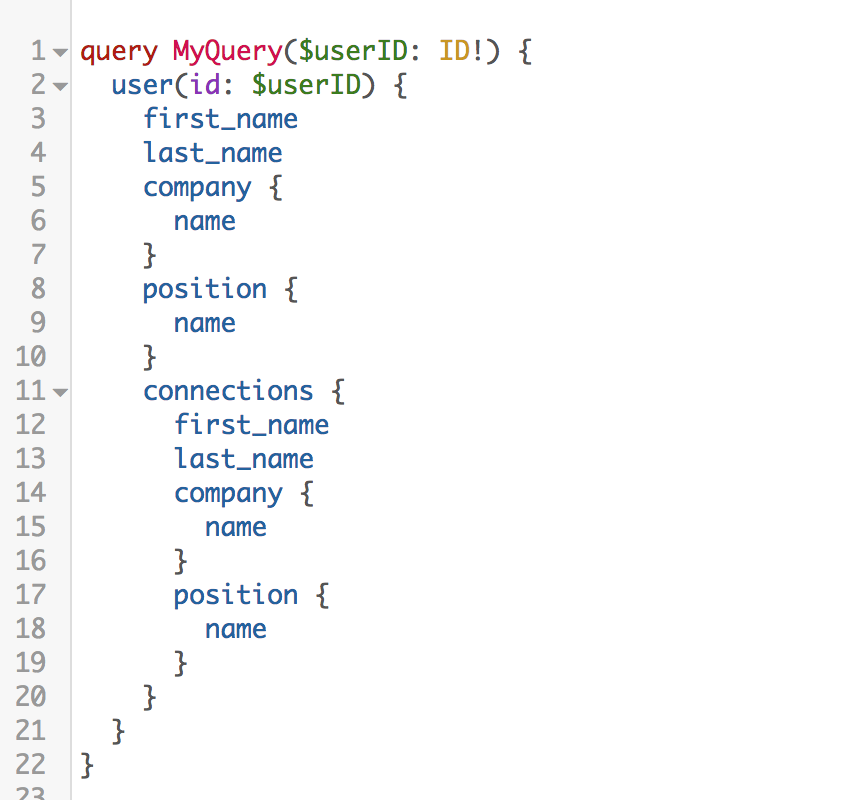 1 query MyQuery($userID: ID!) {
2 user(id: $userID) {
3 first_name
4 last_name
5 company {
6 name
7 }
8 position {
9 name
10 }
11 connections {
12 first_name
13 last_name
14 company {
15 name
16 }
17 position {
18 name
19 }
20 }
21 }
22 }
23